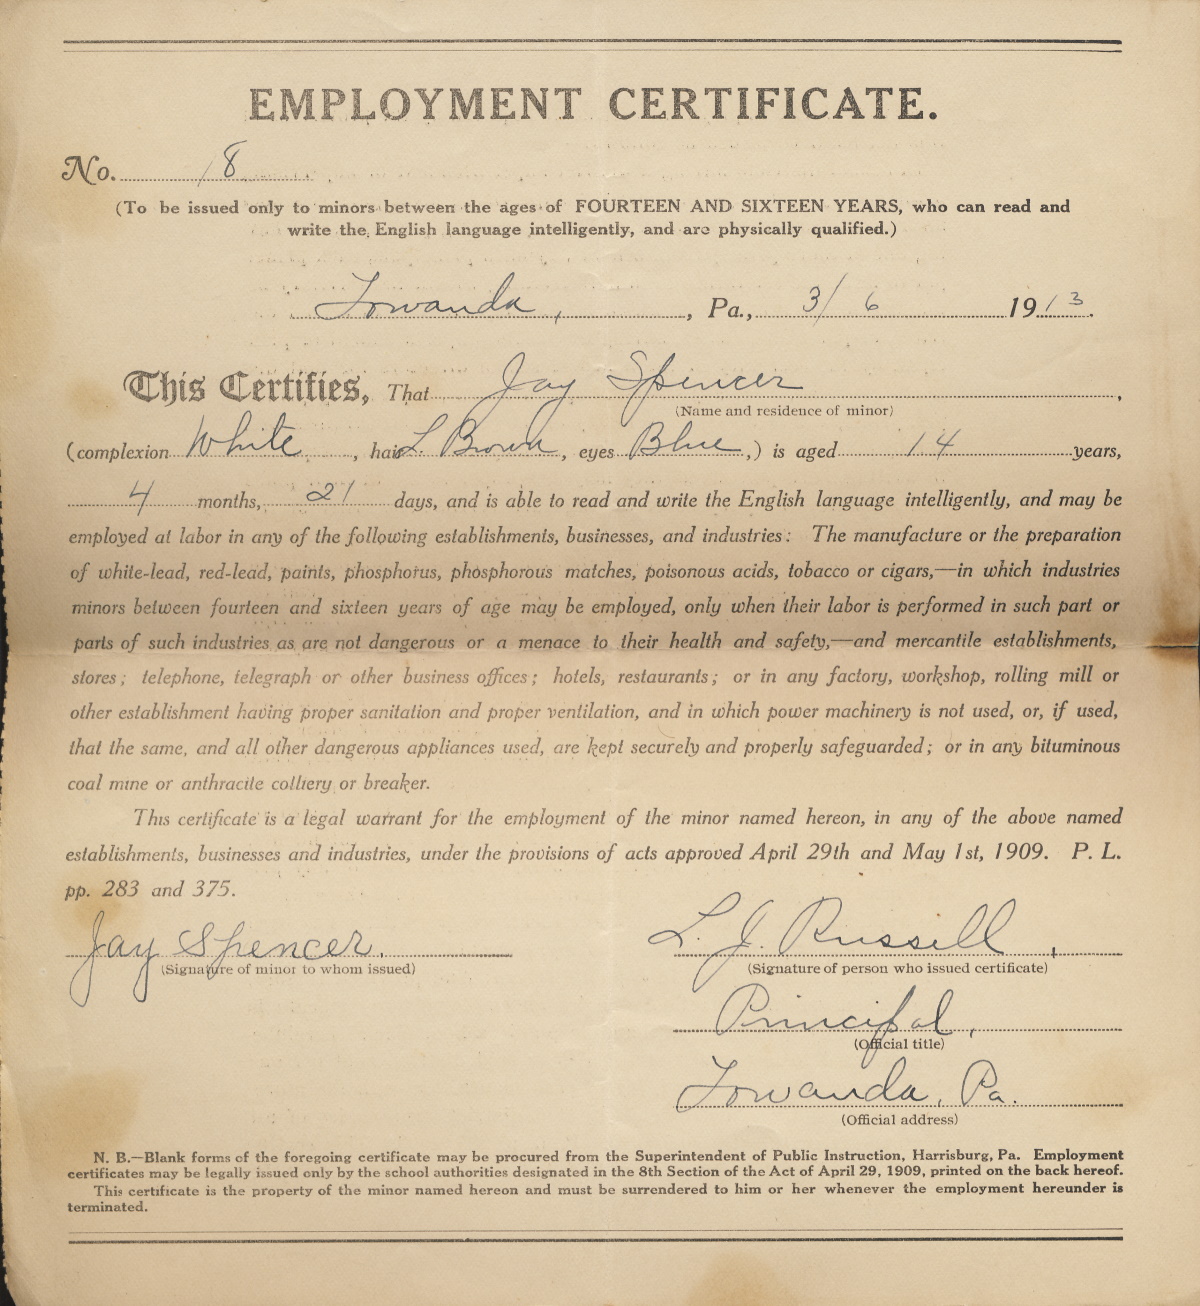 EMPLOYMENT CERTIFICATE.
No. 18
(To be issued only to minors between the ages of FOURTEEN AND SIXTEEN YEARS, who can read and
write the English language intelligently, and are physically qualified.)
Towanda, , Pa., 3/6 1913.
This Certifies, That Jay Spencer ,
(Name and residence of minor)
(complexion White , hair L. Brown, eyes Blue,) is aged 14 years,
4 months, 21 days, and is able to read and write the English language intelligently, and may be
employed at labor in any of the following establishments, businesses, and industries: The manufacture or the preparation
of white-lead, red-lead, paints, phosphorus, phosphorous matches, poisonous acids, tobacco or cigars,—in which industries
minors between fourteen and sixteen years of age may be employed, only when their labor is performed in such part or
parts of such industries as are not dangerous or a menace to their health and safety,—and mercantile establishments,
stores; telephone, telegraph or other business offices; hotels, restaurants; or in any factory, workshop, rolling mill or
other establishment having proper sanitation and proper ventilation, and in which power machinery is not used, or, if used,
that the same, and all other dangerous appliances used, are kept securely and properly safeguarded; or in any bituminous
coal mine or anthracite colliery or breaker.
This certificate is a legal warrant for the employment of the minor named hereon, in any of the above named
establishments, businesses and industries, under the provisions of acts approved April 29th and May 1st, 1909. P. L.
pp. 283 and 375.
Jay Spencer. L. J. Russell,
(Signature of minor to whom issued) (Signature of person who issued certificate)
Principal,
(Official title)
Towanda, Pa.
(Official address)
N. B.—Blank forms of the foregoing certificate may be procured from the Superintendent of Public Instruction, Harrisburg, Pa. Employment
certificates may be legally issued only by the school authorities designated in the 8th Section of the Act of April 29, 1909, printed on the back hereof.
This certificate is the property of the minor named hereon and must be surrendered to him or her whenever the employment hereunder is
terminated.